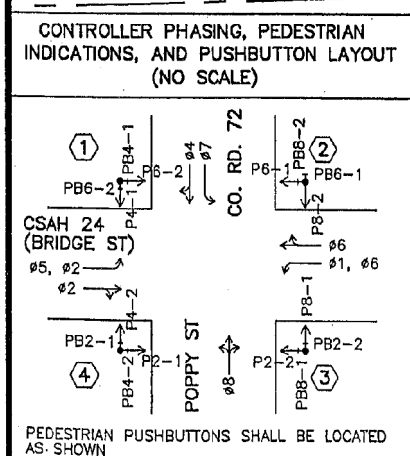 CONTROLLER PHASING, PEDESTRIAN
INDICATIONS, AND PUSHBUTTON LAYOUT
(NO SCALE)
1
PB4-1
P6-2
PB6-2
P4-1
ø4
ø7
CO. RD. 72
PB8-2
2
P6-1
PB6-1
P8-2
CSAH 24
(BRIDGE ST)
ø5, ø2
ø2
P4-2
ø6
ø1, ø6
P8-1
PB2-1
P2-1
PB4-2
4
POPPY ST
ø8
P2-2
PB2-2
PB8-1
3
PEDESTRIAN PUSHBUTTONS SHALL BE LOCATED
AS SHOWN